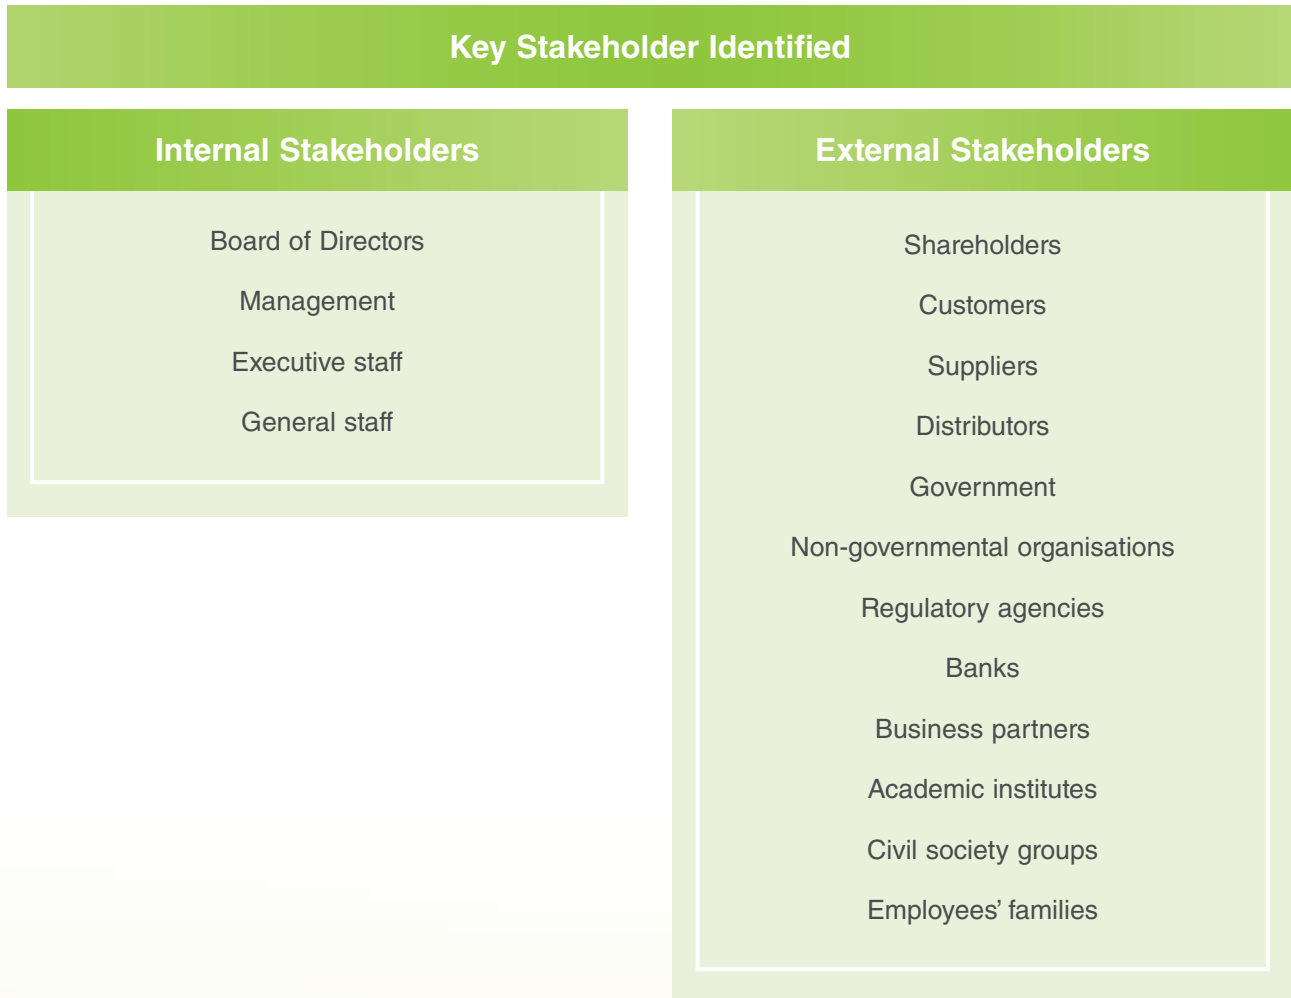 Key Stakeholder Identified
Internal Stakeholders
Board of Directors
Management
Executive staff
General staff
External Stakeholders
Shareholders
Customers
Suppliers
Distributors
Government
Non-governmental organisations
Regulatory agencies
Banks
Business partners
Academic institutes
Civil society groups
Employees’ families